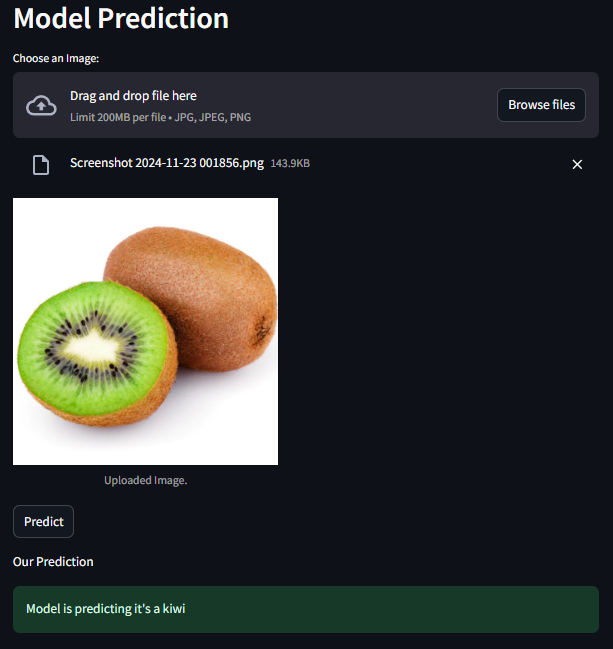 Model Prediction
Choose an Image:
Drag and drop file here
Limit 200MB per file • JPG, JPEG, PNG
Browse files
Screenshot 2024-11-23 001856.png 143.9KB
Uploaded Image.
Predict
Our Prediction
Model is predicting it's a kiwi